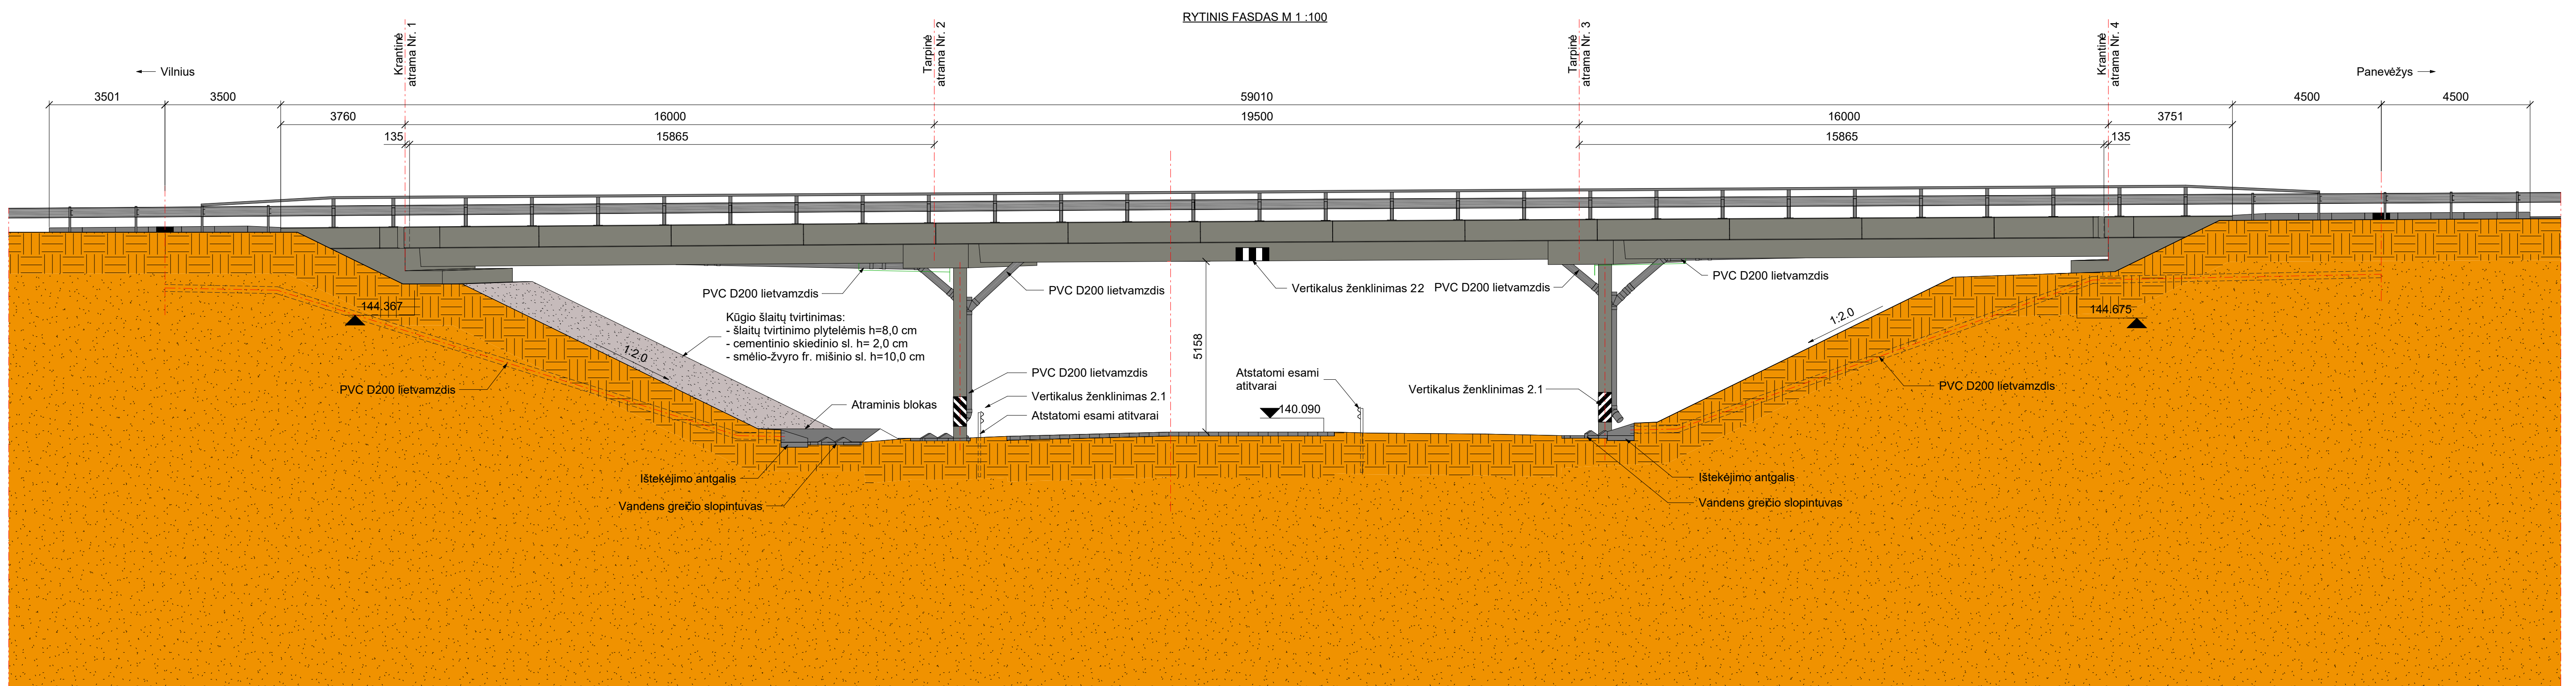 RYTINIS FASDAS M 1 :100
Krantinė
atrama Nr. 1
Tarpinė
atrama Nr. 2
Tarpinė
atrama Nr. 3
Krantinė
atrama Nr. 4
Vilnius
Panevėžys
3501
3500
59010
4500
4500
3760
16000
19500
16000
3751
135
15865
15865
135
PVC D200 lietvamzdis
PVC D200 lietvamzdis
Vertikalus ženklinimas 22
PVC D200 lietvamzdis
PVC D200 lietvamzdis
144.367
144.675
Kūgio šlaitų tvirtinimas:
- šlaitų tvirtinimo plytelėmis h=8,0 cm
- cementinio skiedinio sl. h= 2,0 cm
- smėlio-žvyro fr. mišinio sl. h=10,0 cm
1:2.0
1:2.0
5158
PVC D200 lietvamzdis
PVC D200 lietvamzdis
Atstatomi esami
atitvarai
Vertikalus ženklinimas 2.1
PVC D200 lietvamzdis
Vertikalus ženklinimas 2.1
Atraminis blokas
Atstatomi esami atitvarai
140.090
Ištekėjimo antgalis
Ištekėjimo antgalis
Vandens greičio slopintuvas
Vandens greičio slopintuvas